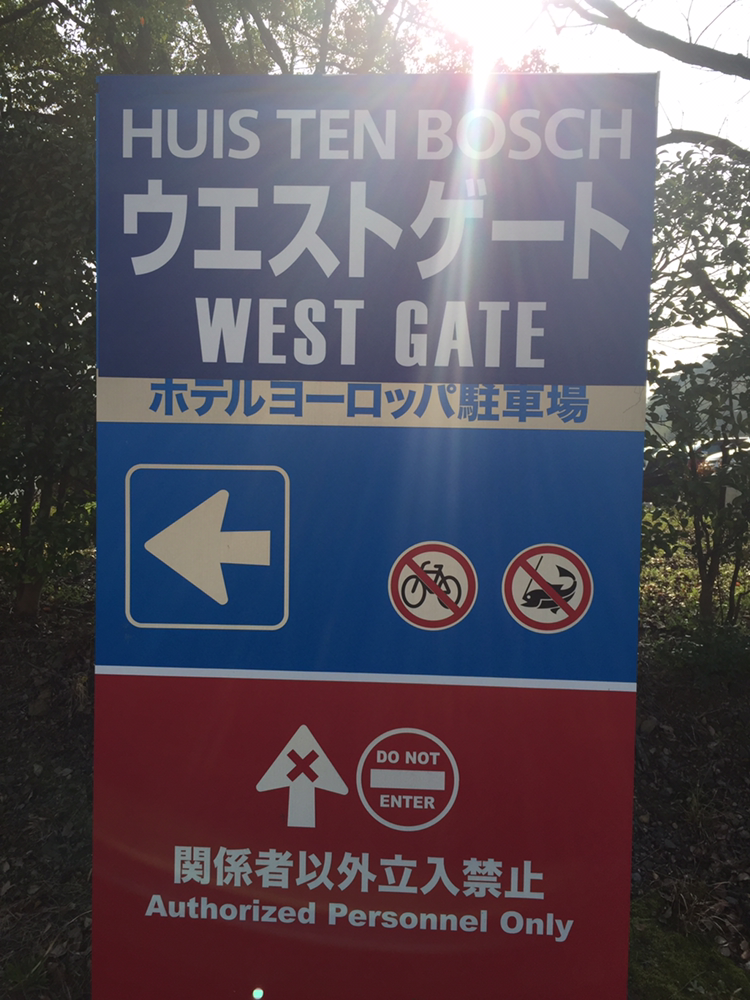 HUIS TEN BOSCH
ウエストゲート
WEST GATE
ホテルヨーロッパ駐車場
DO NOT
ENTER
関係者以外立入禁止
Authorized Personnel Only